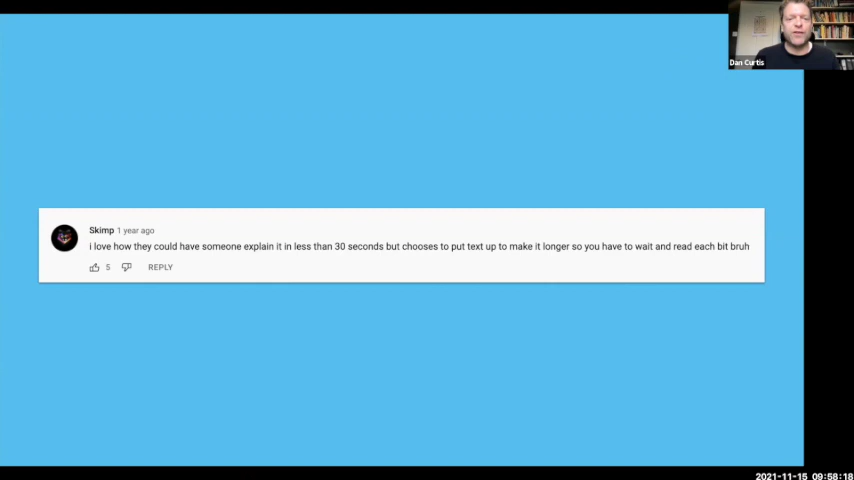 Dan Curtis
Skimp 1 year ago
i love how they could have someone explain it in less than 30 seconds but chooses to put text up to make it longer so you have to wait and read each bit bruh
5 REPLY
2021-11-15 09:58:18